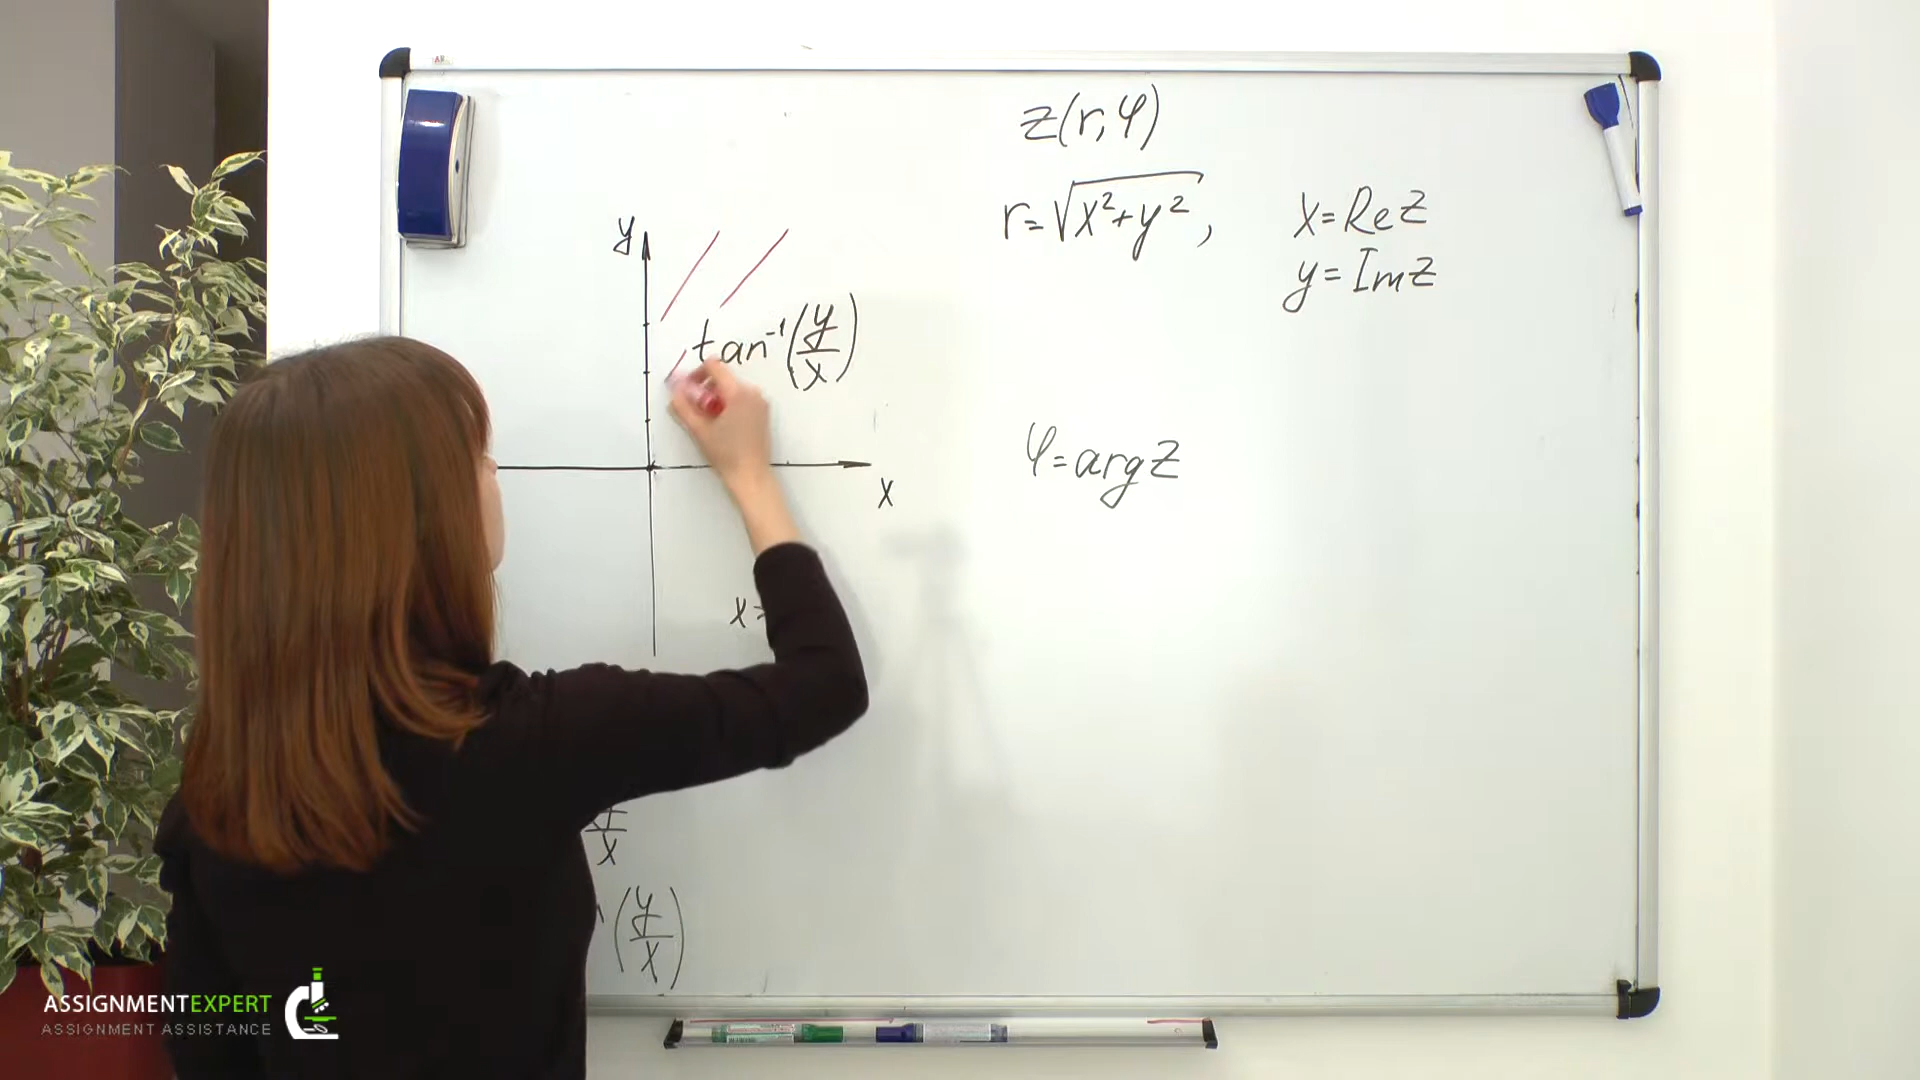 z(r, φ)
r = √x²+y² ,
x = Re z
y = Im z
y
tan⁻¹(y/x)
φ = arg z
x
x =
y/x
(y/x)
ASSIGNMENTEXPERT
ASSIGNMENT ASSISTANCE